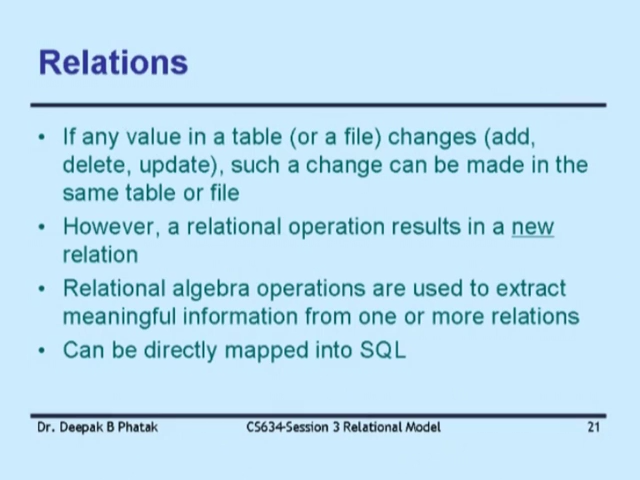 Relations
• If any value in a table (or a file) changes (add,
delete, update), such a change can be made in the
same table or file
• However, a relational operation results in a new
relation
• Relational algebra operations are used to extract
meaningful information from one or more relations
• Can be directly mapped into SQL
Dr. Deepak B Phatak CS634-Session 3 Relational Model 21